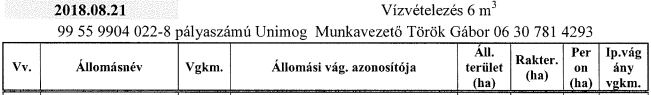 2018.08.21 Vízvételezés 6 m³
99 55 9904 022-8 pályaszámú Unimog Munkavezető Török Gábor 06 30 781 4293
Vv. Állomásnév Vgkm. Állomási vág. azonosítója Áll. terület (ha) Rakter. (ha) Per on (ha) Ip.vág ány vgkm.